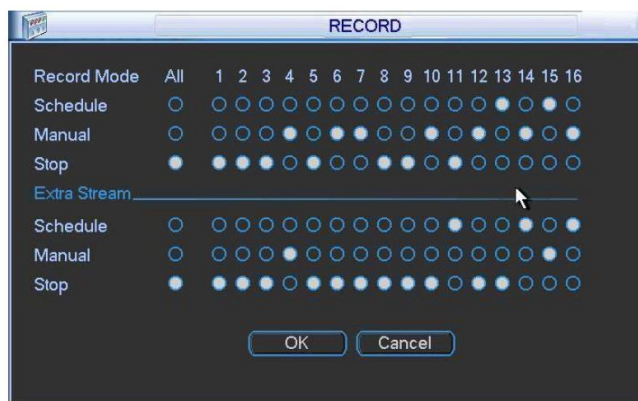 RECORD
Record Mode All 1 2 3 4 5 6 7 8 9 10 11 12 13 14 15 16
Schedule
Manual
Stop
Extra Stream
Schedule
Manual
Stop
OK Cancel